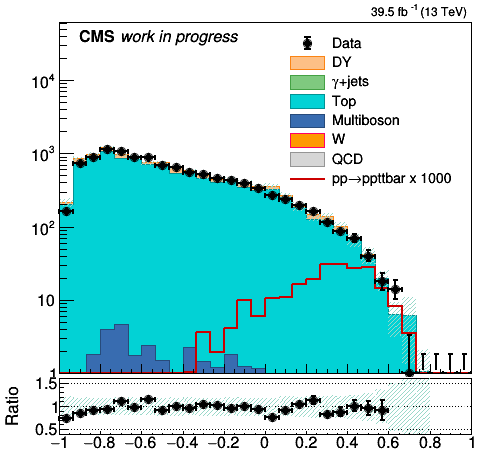 39.5 fb⁻¹ (13 TeV)
CMS work in progress
Data
DY
γ+jets
Top
Multiboson
W
QCD
pp→ppttbar x 1000
10⁴
10³
10²
10
1
Ratio
1.5
1
0.5
−1 −0.8 −0.6 −0.4 −0.2 0 0.2 0.4 0.6 0.8 1